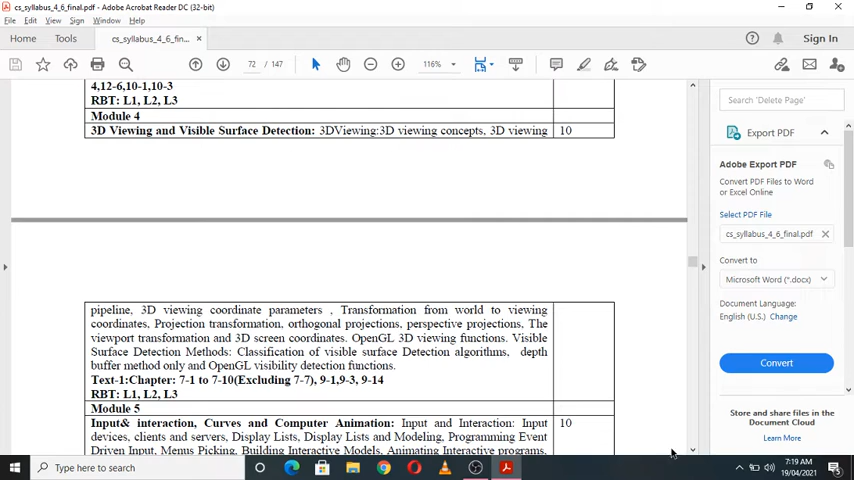 cs_syllabus_4_6_final.pdf - Adobe Acrobat Reader DC (32-bit)
File Edit View Sign Window Help
Home Tools cs_syllabus_4_6_fin... × Sign In
72 / 147 116%
4,12-6,10-1,10-3
RBT: L1, L2, L3
Module 4
3D Viewing and Visible Surface Detection: 3DViewing:3D viewing concepts, 3D viewing 10
pipeline, 3D viewing coordinate parameters , Transformation from world to viewing
coordinates, Projection transformation, orthogonal projections, perspective projections, The
viewport transformation and 3D screen coordinates. OpenGL 3D viewing functions. Visible
Surface Detection Methods: Classification of visible surface Detection algorithms, depth
buffer method only and OpenGL visibility detection functions.
Text-1:Chapter: 7-1 to 7-10(Excluding 7-7), 9-1,9-3, 9-14
RBT: L1, L2, L3
Module 5
Input& interaction, Curves and Computer Animation: Input and Interaction: Input 10
devices, clients and servers, Display Lists, Display Lists and Modeling, Programming Event
Driven Input, Menus Picking, Building Interactive Models, Animating Interactive programs,
Search 'Delete Page'
Export PDF
Adobe Export PDF
Convert PDF Files to Word
or Excel Online
Select PDF File
cs_syllabus_4_6_final.pdf
Convert to
Microsoft Word (*.docx)
Document Language:
English (U.S.) Change
Convert
Store and share files in the
Document Cloud
Learn More
Type here to search
7:19 AM
19/04/2021